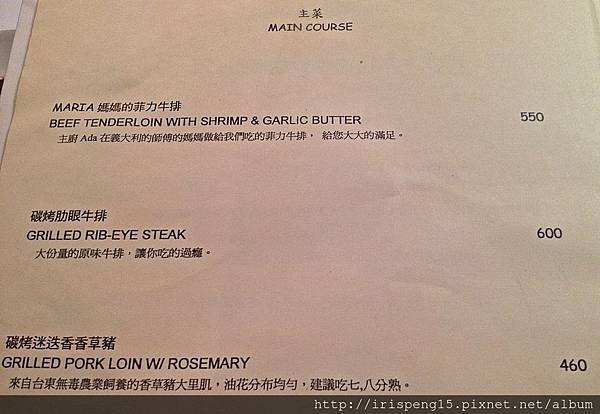 主菜
MAIN COURSE
MARIA 媽媽的菲力牛排
BEEF TENDERLOIN WITH SHRIMP & GARLIC BUTTER 550
主廚 Ada 在義大利的師傅的媽媽做給我們吃的菲力牛排， 給您大大的滿足。
碳烤肋眼牛排
GRILLED RIB-EYE STEAK 600
大份量的原味牛排，讓你吃的過癮。
碳烤迷迭香香草豬
GRILLED PORK LOIN W/ ROSEMARY 460
來自台東無毒農業飼養的香草豬大里肌，油花分布均勻，建議吃七,八分熟。
http://irispeng15.pixnet.net/album